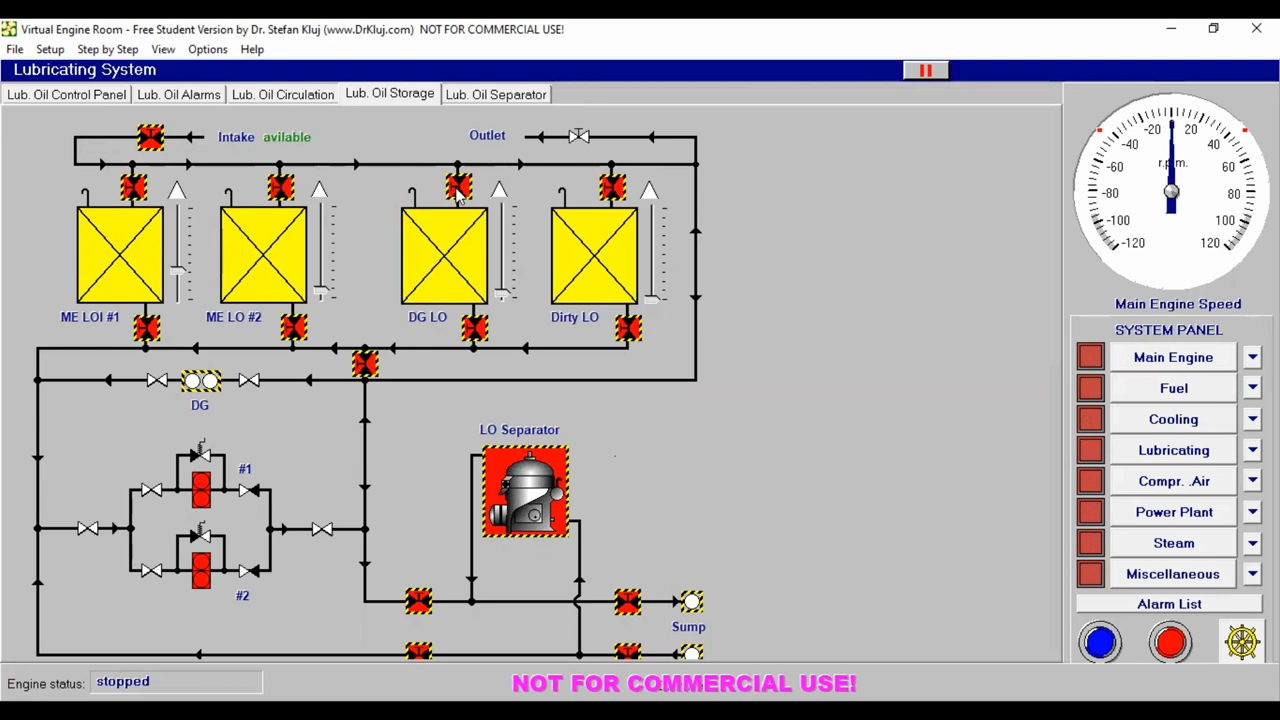 Virtual Engine Room - Free Student Version by Dr. Stefan Kluj (www.DrKluj.com) NOT FOR COMMERCIAL USE!
File Setup Step by Step View Options Help
Lubricating System
Lub. Oil Control Panel Lub. Oil Alarms Lub. Oil Circulation Lub. Oil Storage Lub. Oil Separator
Intake avilable Outlet
ME LOI #1 ME LO #2 DG LO Dirty LO
DG
LO Separator
#1
#2
Sump
-20 20
-40 40
r.p.m.
-60 60
-80 80
-100 100
-120 120
Main Engine Speed
SYSTEM PANEL
Main Engine
Fuel
Cooling
Lubricating
Compr. .Air
Power Plant
Steam
Miscellaneous
Alarm List
Engine status: stopped
NOT FOR COMMERCIAL USE!